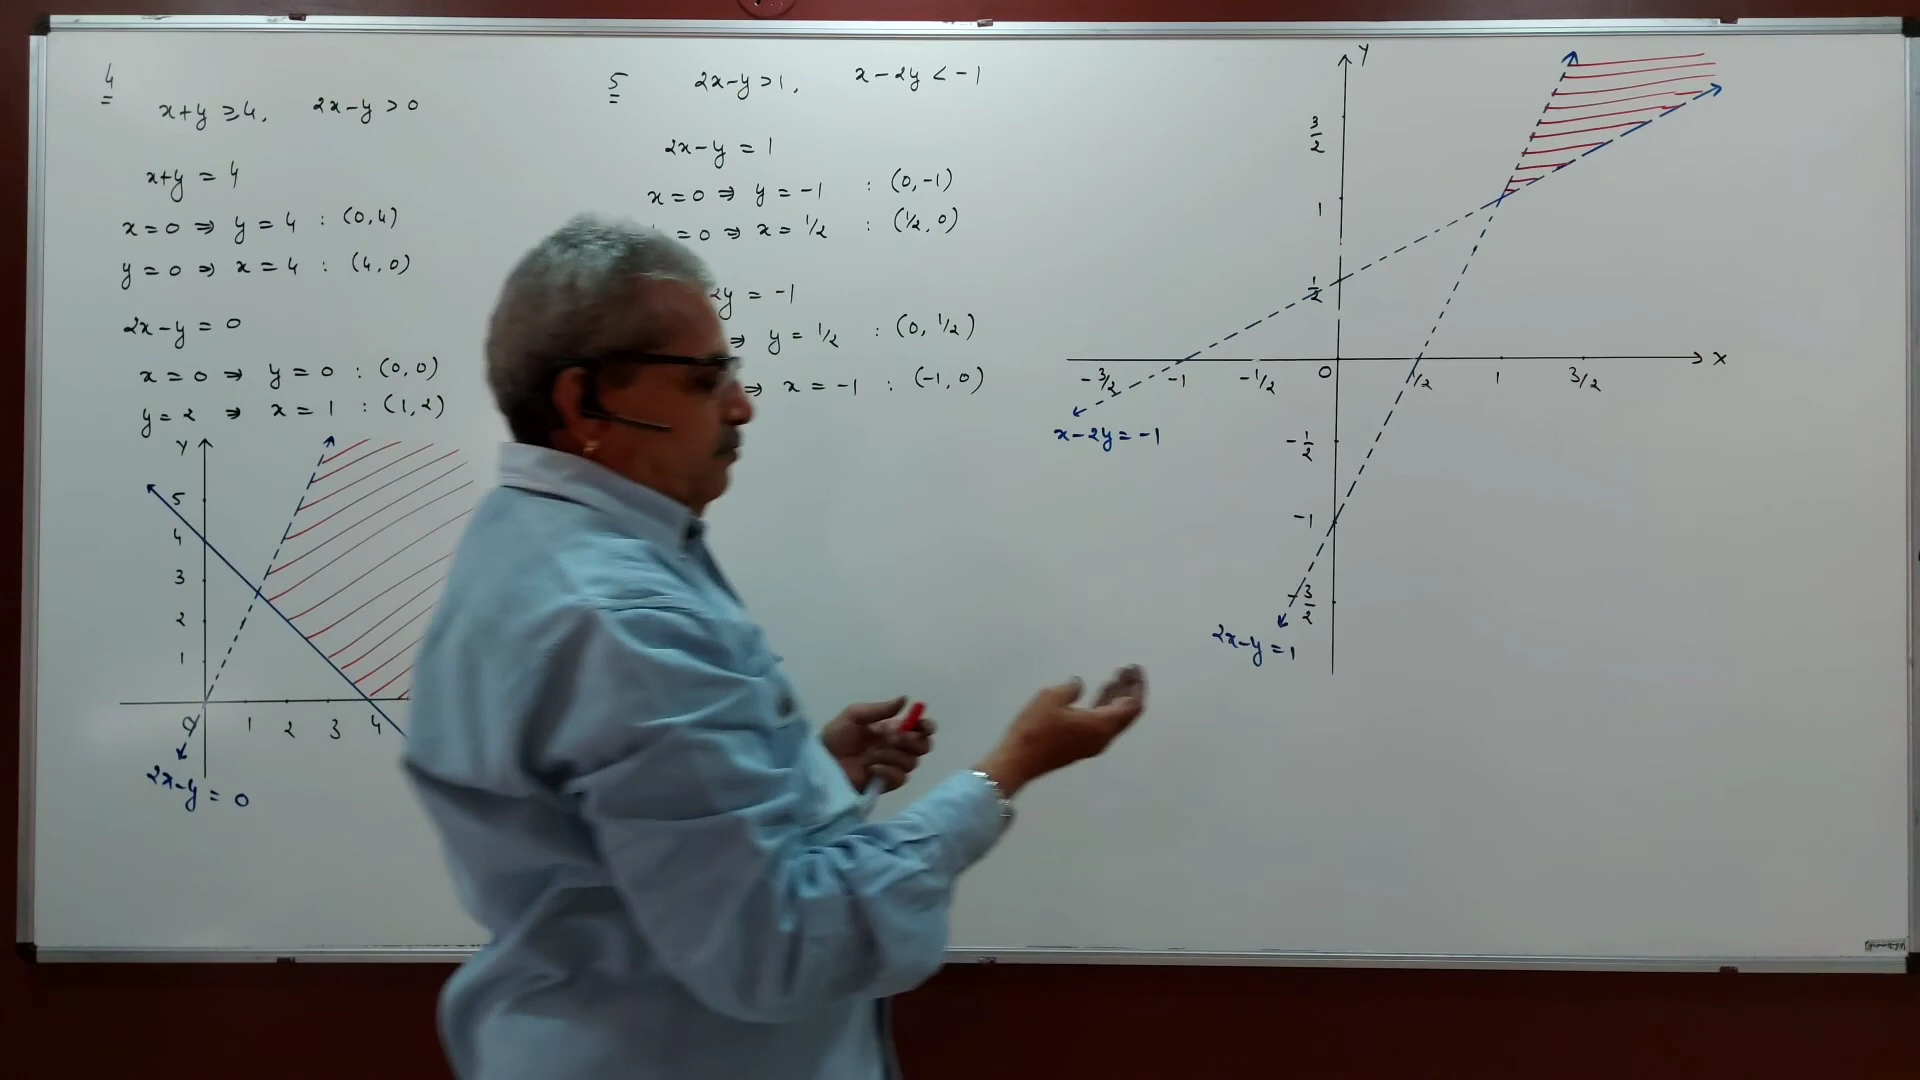 4
x+y ≥ 4, 2x-y > 0
x+y = 4
x = 0 ⇒ y = 4 : (0,4)
y = 0 ⇒ x = 4 : (4,0)
2x-y = 0
x = 0 ⇒ y = 0 : (0,0)
y = 2 ⇒ x = 1 : (1,2)
Y
5
4
3
2
1
0 1 2 3 4
2x-y = 0
5
2x-y > 1, x-2y < -1
2x-y = 1
x = 0 ⇒ y = -1 : (0,-1)
= 0 ⇒ x = 1/2 : (1/2, 0)
2y = -1
⇒ y = 1/2 : (0, 1/2)
⇒ x = -1 : (-1, 0)
Y
3/2
1
1/2
-3/2 -1 -1/2 0 1/2 1 3/2 X
x-2y = -1
-1/2
-1
-3/2
2x-y = 1